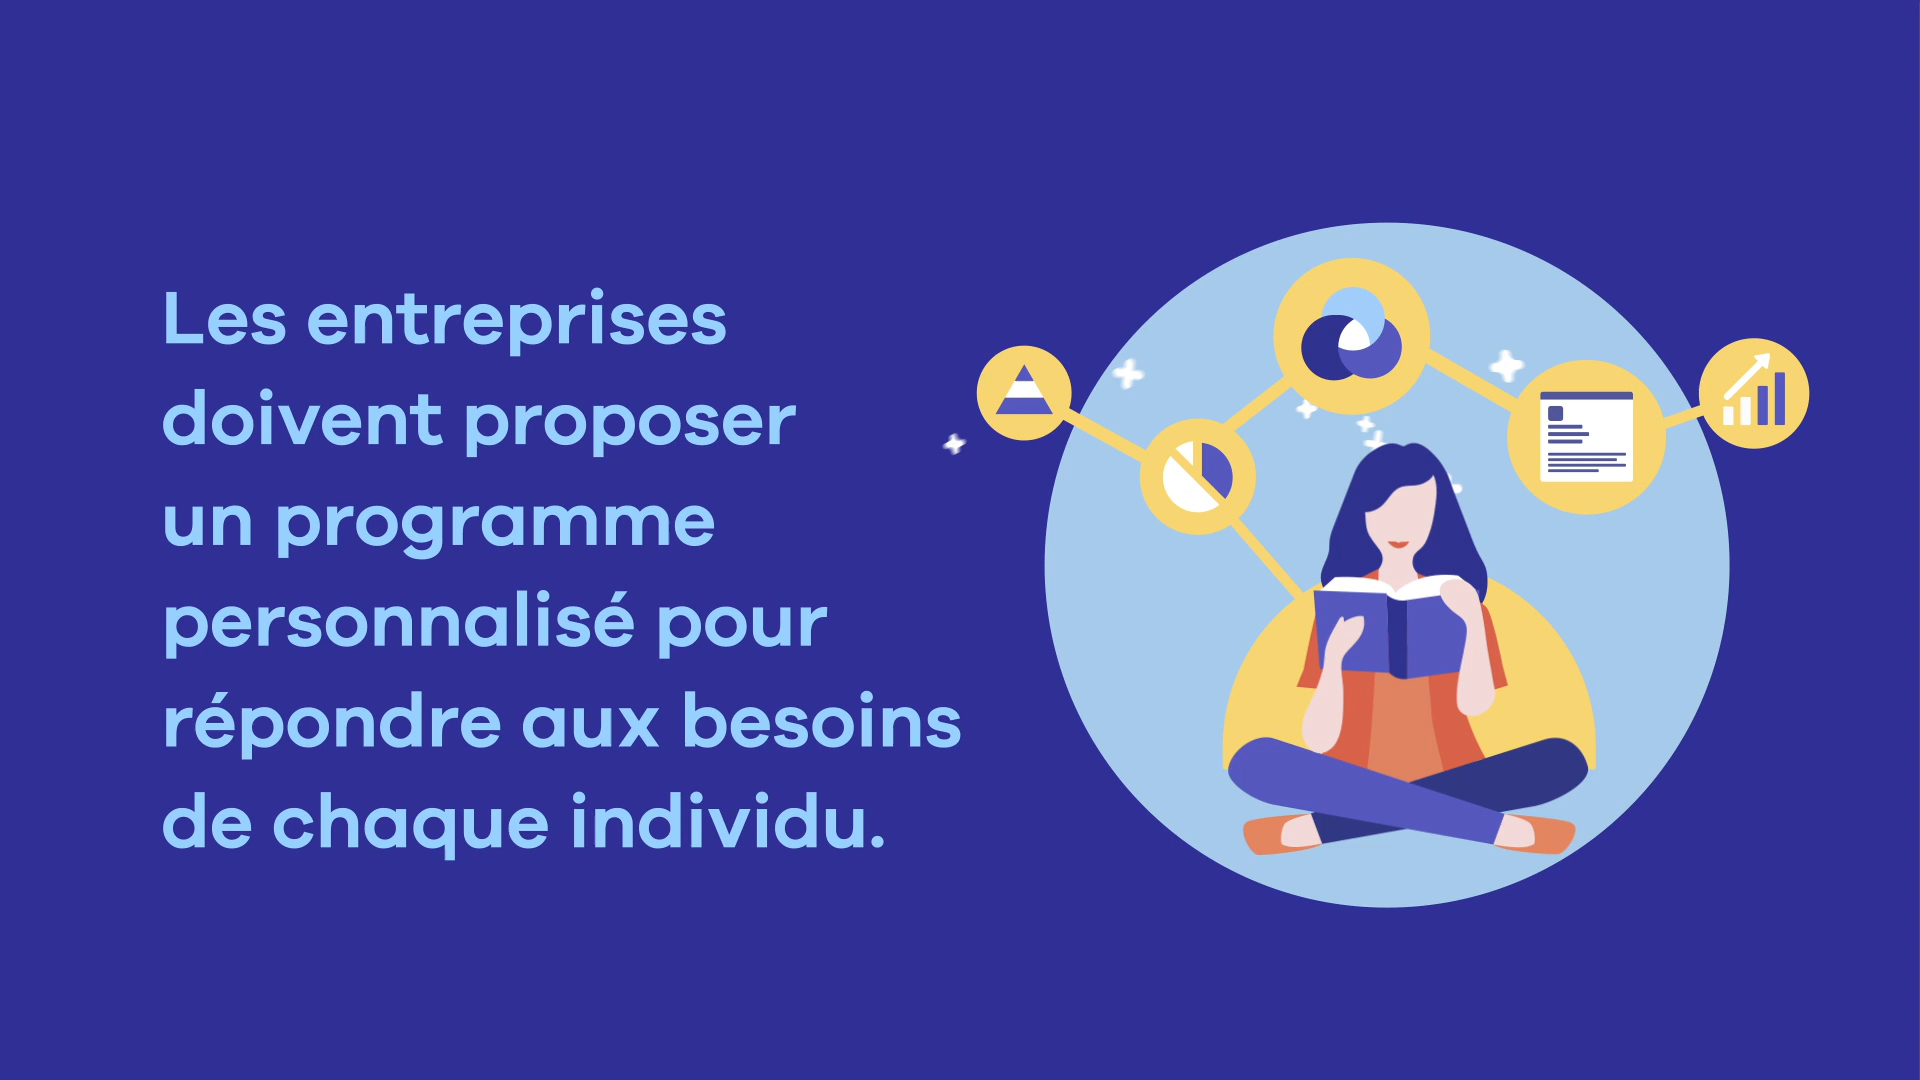 Les entreprises
doivent proposer
un programme
personnalisé pour
répondre aux besoins
de chaque individu.